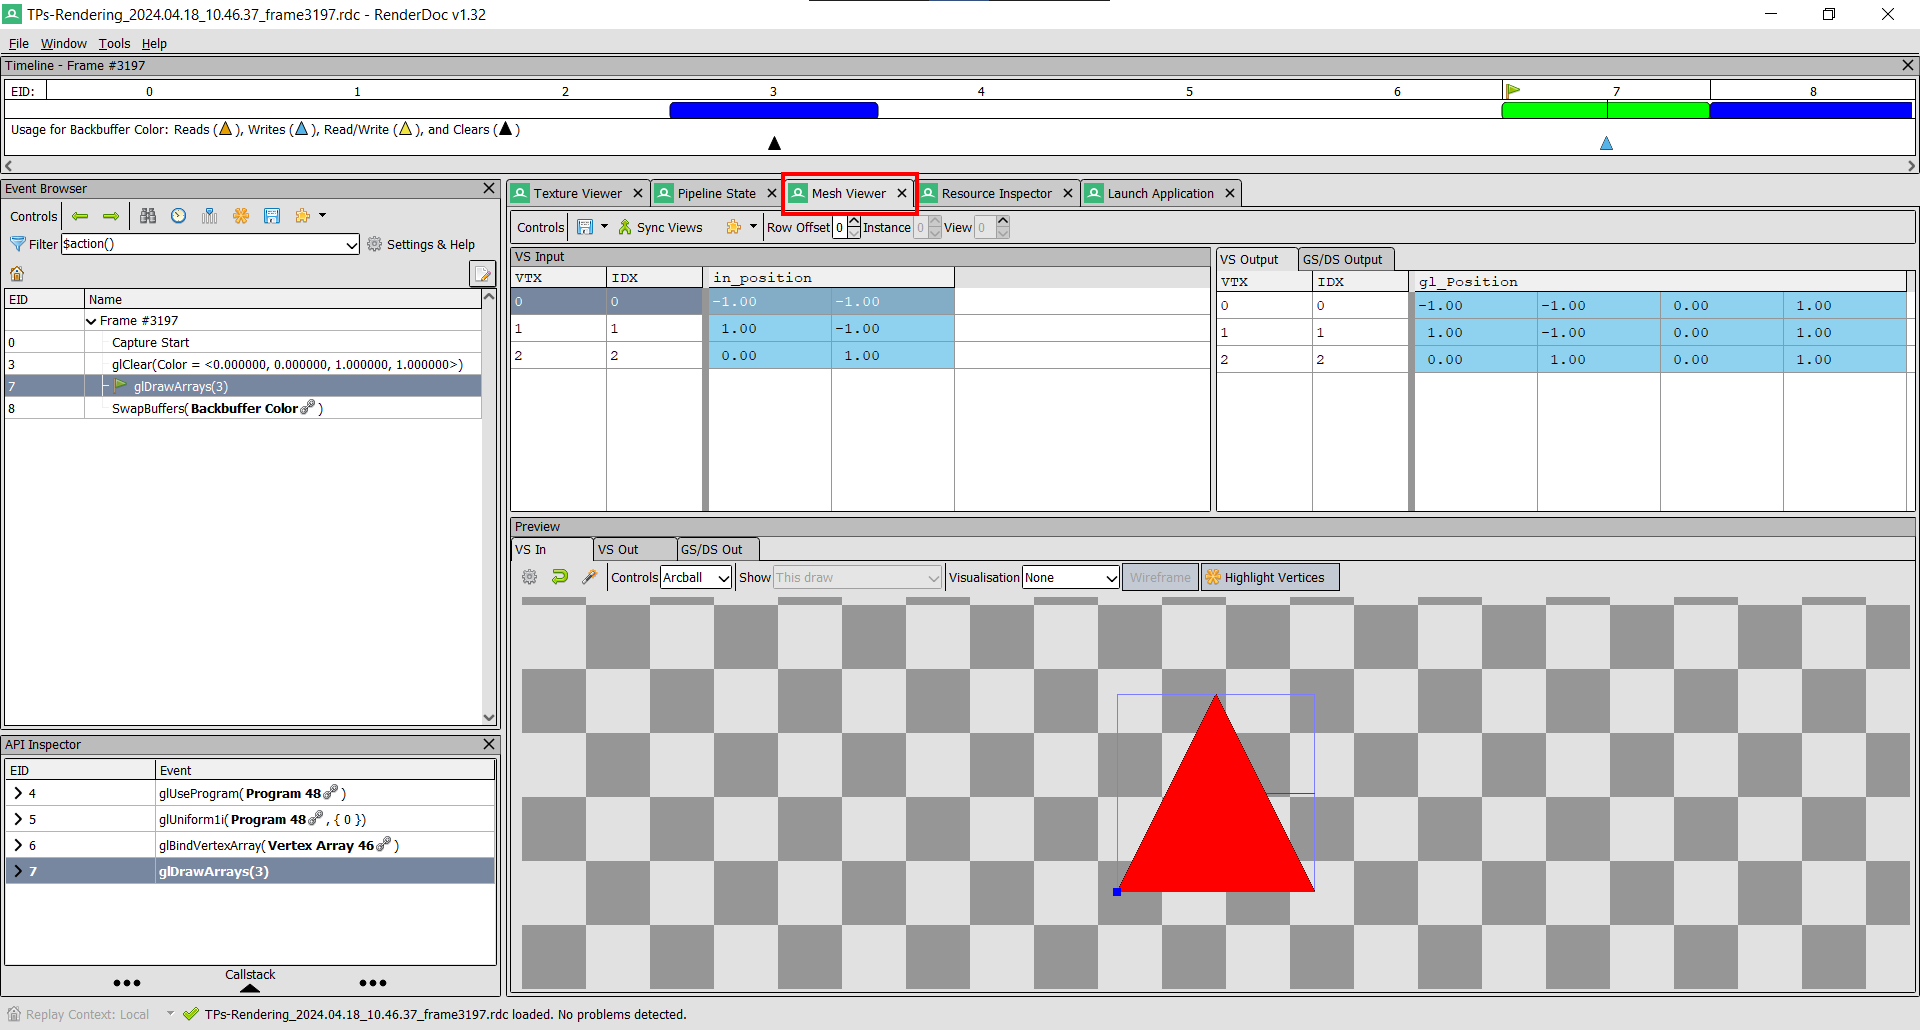 TPs-Rendering_2024.04.18_10.46.37_frame3197.rdc - RenderDoc v1.32
File Window Tools Help
Timeline - Frame #3197
EID: 0 1 2 3 4 5 6 7 8
Usage for Backbuffer Color: Reads ( ), Writes ( ), Read/Write ( ), and Clears ( )
Event Browser
Controls
Filter $action() Settings & Help
EID Name
Frame #3197
0 Capture Start
3 glClear(Color = <0.000000, 0.000000, 1.000000, 1.000000>)
7 glDrawArrays(3)
8 SwapBuffers(Backbuffer Color )
API Inspector
EID Event
4 glUseProgram(Program 48 )
5 glUniform1i(Program 48 , { 0 })
6 glBindVertexArray(Vertex Array 46 )
7 glDrawArrays(3)
Callstack
Texture Viewer Pipeline State Mesh Viewer Resource Inspector Launch Application
Controls Sync Views Row Offset 0 Instance 0 View 0
VS Input
VTX IDX in_position
0 0 -1.00 -1.00
1 1 1.00 -1.00
2 2 0.00 1.00
VS Output GS/DS Output
VTX IDX gl_Position
0 0 -1.00 -1.00 0.00 1.00
1 1 1.00 -1.00 0.00 1.00
2 2 0.00 1.00 0.00 1.00
Preview
VS In VS Out GS/DS Out
Controls Arcball Show This draw Visualisation None Wireframe Highlight Vertices
Replay Context: Local TPs-Rendering_2024.04.18_10.46.37_frame3197.rdc loaded. No problems detected.